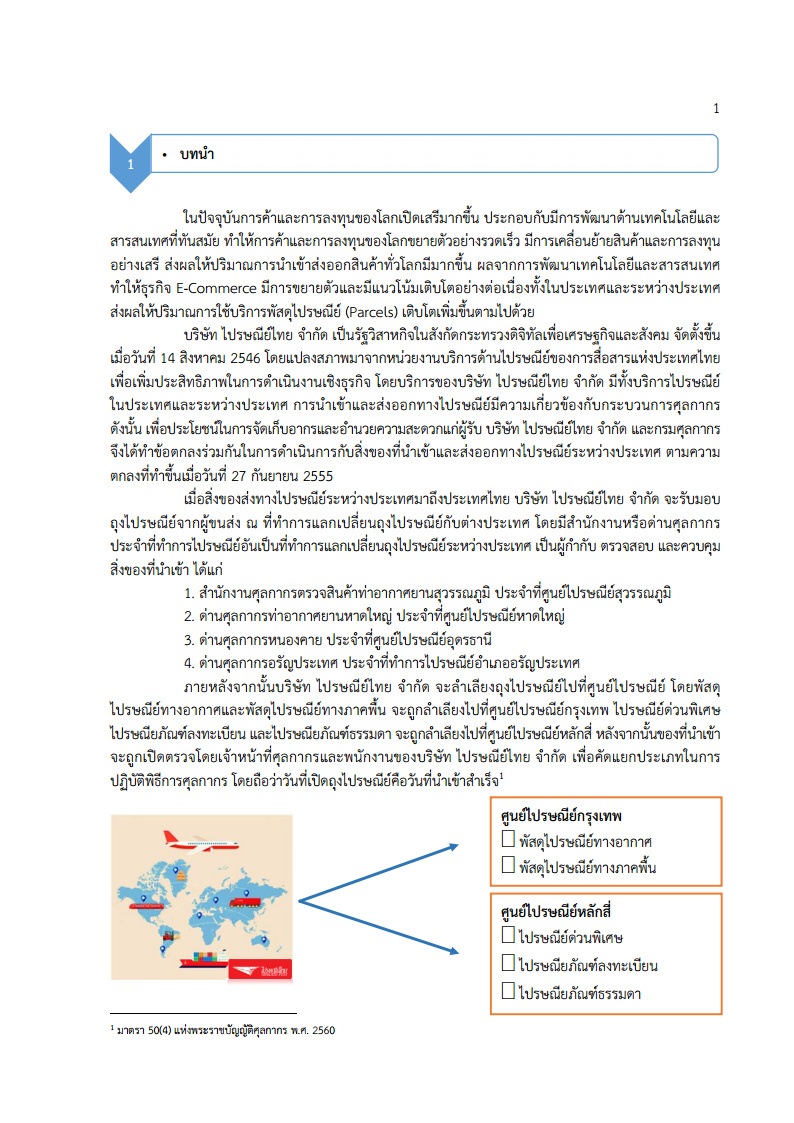 1
1
• บทนำ
ในปัจจุบันการค้าและการลงทุนของโลกเปิดเสรีมากขึ้น ประกอบกับมีการพัฒนาด้านเทคโนโลยีและ
สารสนเทศที่ทันสมัย ทำให้การค้าและการลงทุนของโลกขยายตัวอย่างรวดเร็ว มีการเคลื่อนย้ายสินค้าและการลงทุน
อย่างเสรี ส่งผลให้ปริมาณการนำเข้าส่งออกสินค้าทั่วโลกมีมากขึ้น ผลจากการพัฒนาเทคโนโลยีและสารสนเทศ
ทำให้ธุรกิจ E-Commerce มีการขยายตัวและมีแนวโน้มเติบโตอย่างต่อเนื่องทั้งในประเทศและระหว่างประเทศ
ส่งผลให้ปริมาณการใช้บริการพัสดุไปรษณีย์ (Parcels) เติบโตเพิ่มขึ้นตามไปด้วย
บริษัท ไปรษณีย์ไทย จำกัด เป็นรัฐวิสาหกิจในสังกัดกระทรวงดิจิทัลเพื่อเศรษฐกิจและสังคม จัดตั้งขึ้น
เมื่อวันที่ 14 สิงหาคม 2546 โดยแปลงสภาพมาจากหน่วยงานบริการด้านไปรษณีย์ของการสื่อสารแห่งประเทศไทย
เพื่อเพิ่มประสิทธิภาพในการดำเนินงานเชิงธุรกิจ โดยบริการของบริษัท ไปรษณีย์ไทย จำกัด มีทั้งบริการไปรษณีย์
ในประเทศและระหว่างประเทศ การนำเข้าและส่งออกทางไปรษณีย์มีความเกี่ยวข้องกับกระบวนการศุลกากร
ดังนั้น เพื่อประโยชน์ในการจัดเก็บอากรและอำนวยความสะดวกแก่ผู้รับ บริษัท ไปรษณีย์ไทย จำกัด และกรมศุลกากร
จึงได้ทำข้อตกลงร่วมกันในการดำเนินการกับสิ่งของที่นำเข้าและส่งออกทางไปรษณีย์ระหว่างประเทศ ตามความ
ตกลงที่ทำขึ้นเมื่อวันที่ 27 กันยายน 2555
เมื่อสิ่งของส่งทางไปรษณีย์ระหว่างประเทศมาถึงประเทศไทย บริษัท ไปรษณีย์ไทย จำกัด จะรับมอบ
ถุงไปรษณีย์จากผู้ขนส่ง ณ ที่ทำการแลกเปลี่ยนถุงไปรษณีย์กับต่างประเทศ โดยมีสำนักงานหรือด่านศุลกากร
ประจำที่ทำการไปรษณีย์อันเป็นที่ทำการแลกเปลี่ยนถุงไปรษณีย์ระหว่างประเทศ เป็นผู้กำกับ ตรวจสอบ และควบคุม
สิ่งของที่นำเข้า ได้แก่
1. สำนักงานศุลกากรตรวจสินค้าท่าอากาศยานสุวรรณภูมิ ประจำที่ศูนย์ไปรษณีย์สุวรรณภูมิ
2. ด่านศุลกากรท่าอากาศยานหาดใหญ่ ประจำที่ศูนย์ไปรษณีย์หาดใหญ่
3. ด่านศุลกากรหนองคาย ประจำที่ศูนย์ไปรษณีย์อุดรธานี
4. ด่านศุลกากรอรัญประเทศ ประจำที่ทำการไปรษณีย์อำเภออรัญประเทศ
ภายหลังจากนั้นบริษัท ไปรษณีย์ไทย จำกัด จะลำเลียงถุงไปรษณีย์ไปที่ศูนย์ไปรษณีย์ โดยพัสดุ
ไปรษณีย์ทางอากาศและพัสดุไปรษณีย์ทางภาคพื้น จะถูกลำเลียงไปที่ศูนย์ไปรษณีย์กรุงเทพ ไปรษณีย์ด่วนพิเศษ
ไปรษณียภัณฑ์ลงทะเบียน และไปรษณียภัณฑ์ธรรมดา จะถูกลำเลียงไปที่ศูนย์ไปรษณีย์หลักสี่ หลังจากนั้นของที่นำเข้า
จะถูกเปิดตรวจโดยเจ้าหน้าที่ศุลกากรและพนักงานของบริษัท ไปรษณีย์ไทย จำกัด เพื่อคัดแยกประเภทในการ
ปฏิบัติพิธีการศุลกากร โดยถือว่าวันที่เปิดถุงไปรษณีย์คือวันที่นำเข้าสำเร็จ¹
ศูนย์ไปรษณีย์กรุงเทพ
พัสดุไปรษณีย์ทางอากาศ
พัสดุไปรษณีย์ทางภาคพื้น
ศูนย์ไปรษณีย์หลักสี่
ไปรษณีย์ด่วนพิเศษ
ไปรษณียภัณฑ์ลงทะเบียน
ไปรษณียภัณฑ์ธรรมดา
¹ มาตรา 50(4) แห่งพระราชบัญญัติศุลกากร พ.ศ. 2560